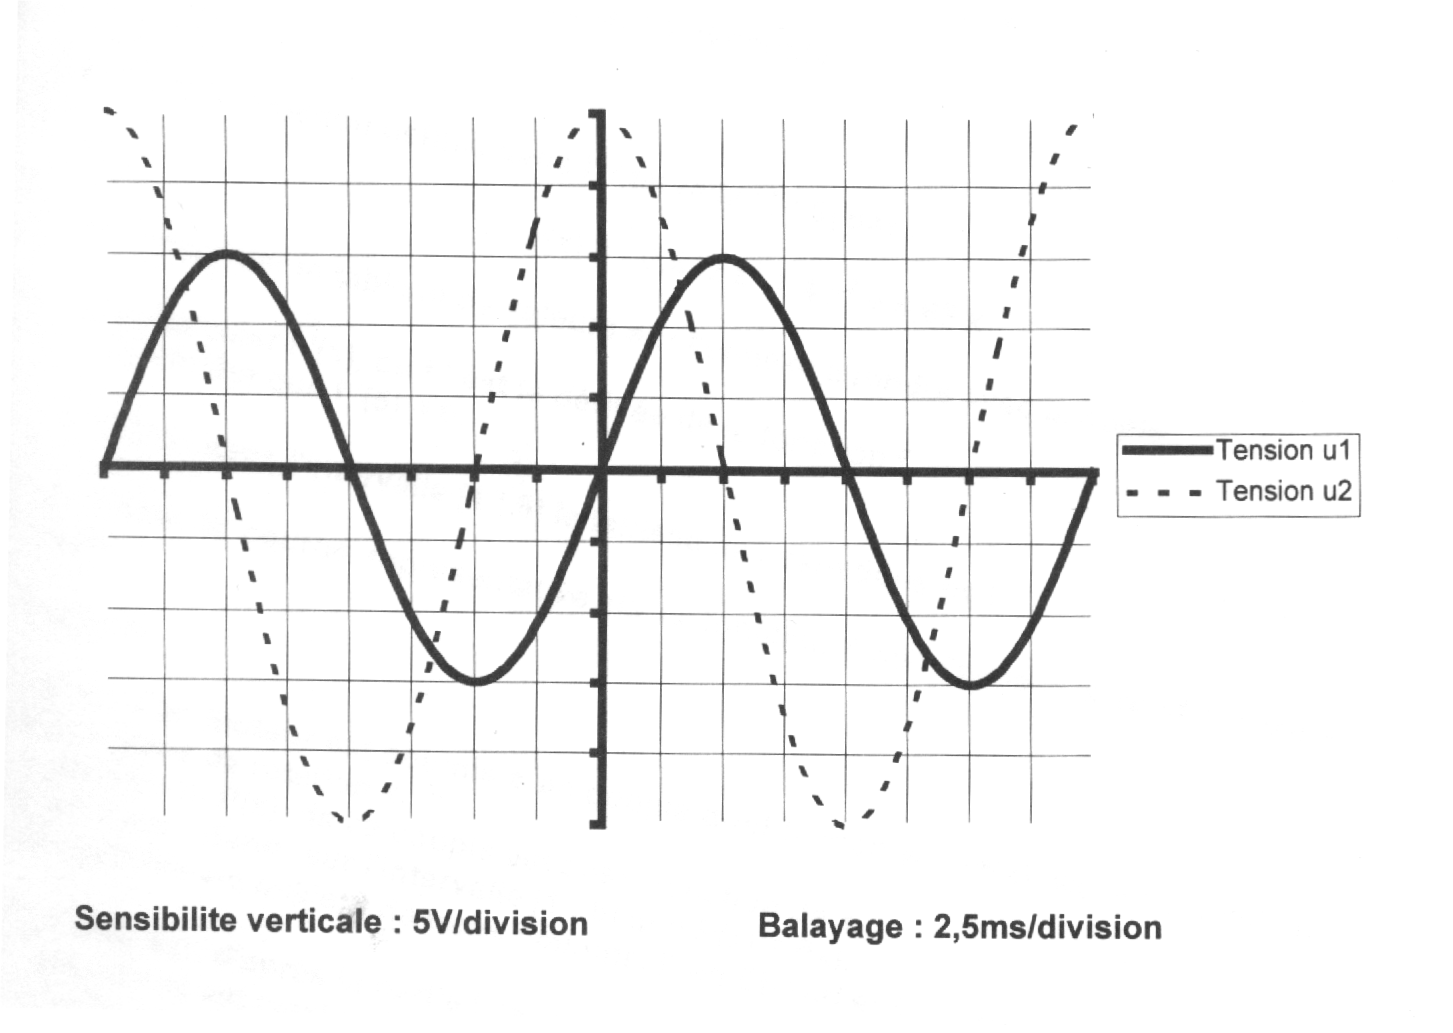 Tension u1
Tension u2
Sensibilite verticale : 5V/division
Balayage : 2,5ms/division